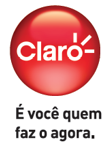 Claro
É você quem
faz o agora.